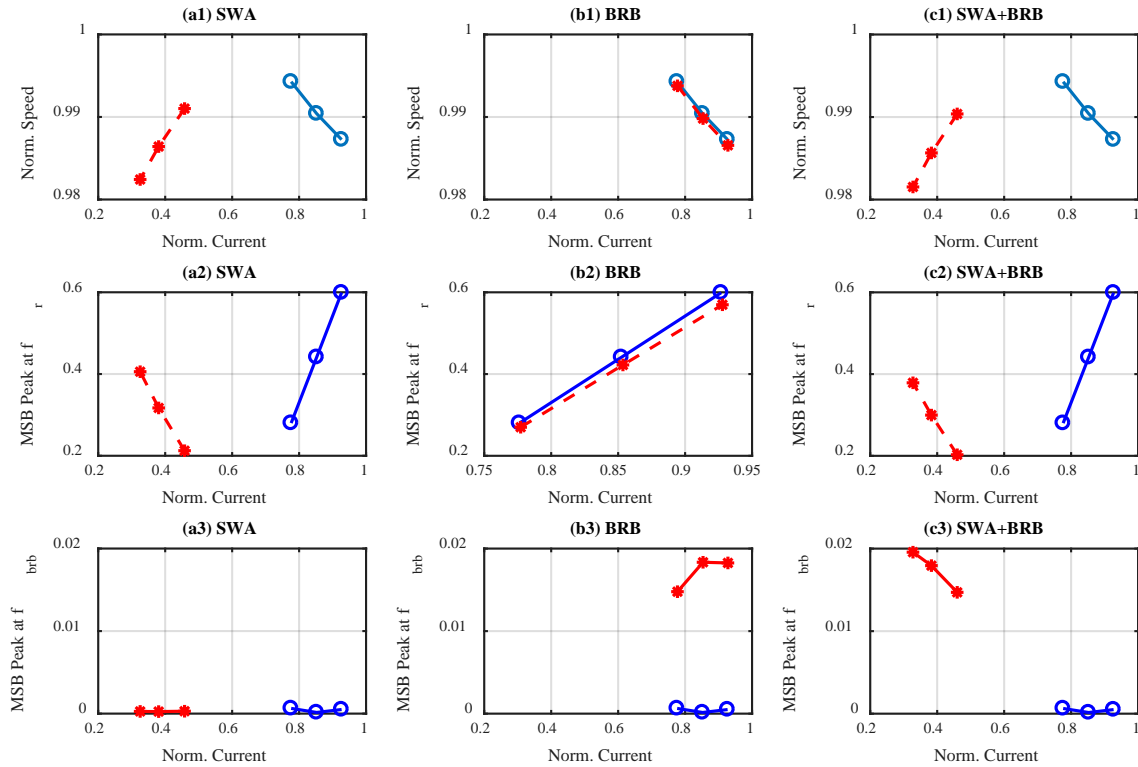 (a1) SWA
(b1) BRB
(c1) SWA+BRB
Norm. Speed
1
0.99
0.98
0.2 0.4 0.6 0.8 1
Norm. Current
Norm. Speed
1
0.99
0.98
0.2 0.4 0.6 0.8 1
Norm. Current
Norm. Speed
1
0.99
0.98
0.2 0.4 0.6 0.8 1
Norm. Current
(a2) SWA
(b2) BRB
(c2) SWA+BRB
MSB Peak at f r
0.6
0.4
0.2
0.2 0.4 0.6 0.8 1
Norm. Current
MSB Peak at f r
0.6
0.4
0.2
0.75 0.8 0.85 0.9 0.95
Norm. Current
MSB Peak at f r
0.6
0.4
0.2
0.2 0.4 0.6 0.8 1
Norm. Current
(a3) SWA
(b3) BRB
(c3) SWA+BRB
MSB Peak at f brb
0.02
0.01
0
0.2 0.4 0.6 0.8 1
Norm. Current
MSB Peak at f brb
0.02
0.01
0
0.2 0.4 0.6 0.8 1
Norm. Current
MSB Peak at f brb
0.02
0.01
0
0.2 0.4 0.6 0.8 1
Norm. Current